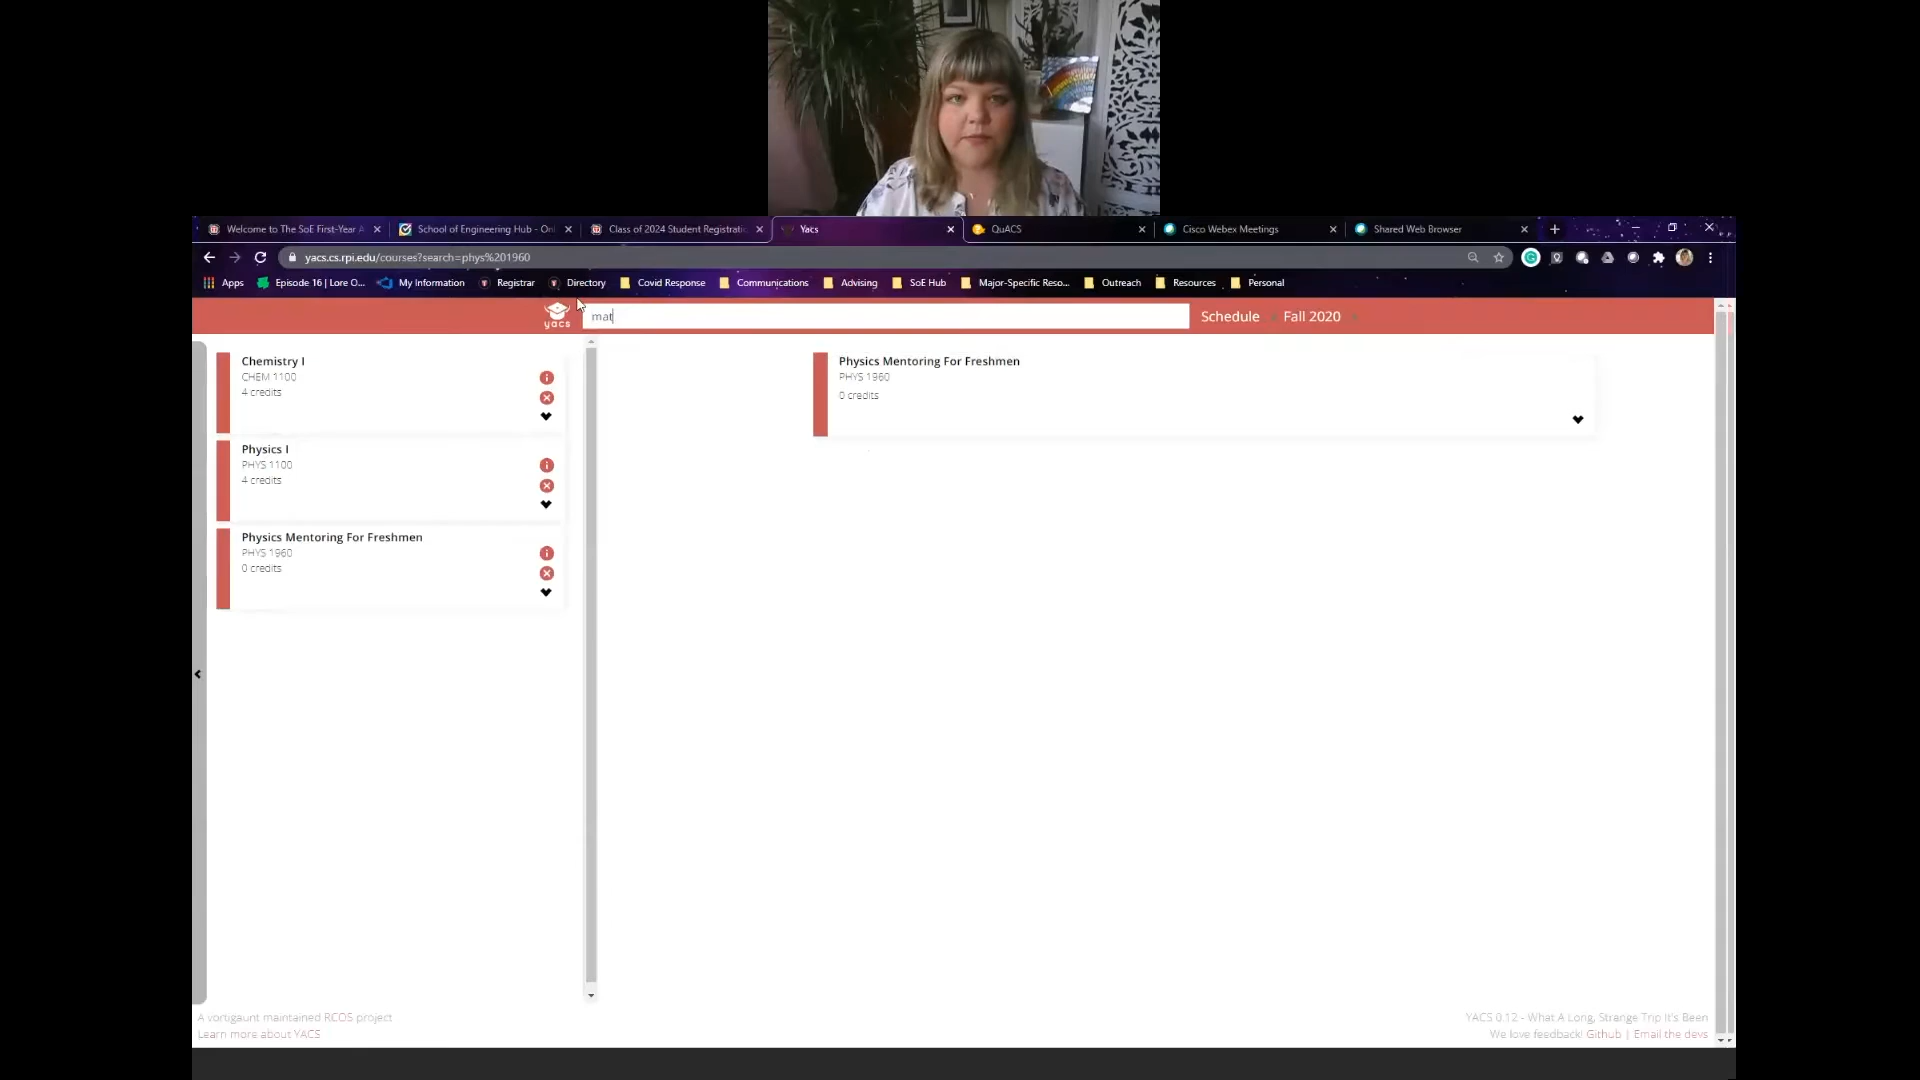 Welcome to The SoE First-Year A
School of Engineering Hub - Onl
Class of 2024 Student Registratio
Yacs
QuACS
Cisco Webex Meetings
Shared Web Browser
yacs.cs.rpi.edu/courses?search=phys%201960
Apps
Episode 16 | Lore O...
My Information
Registrar
Directory
Covid Response
Communications
Advising
SoE Hub
Major-Specific Reso...
Outreach
Resources
Personal
yacs
mat
Schedule
Fall 2020
Chemistry I
CHEM 1100
4 credits
Physics I
PHYS 1100
4 credits
Physics Mentoring For Freshmen
PHYS 1960
0 credits
Physics Mentoring For Freshmen
PHYS 1960
0 credits
A vortigaunt maintained RCOS project
Learn more about YACS
YACS 0.12 - What A Long, Strange Trip It's Been
We love feedback! Github | Email the devs